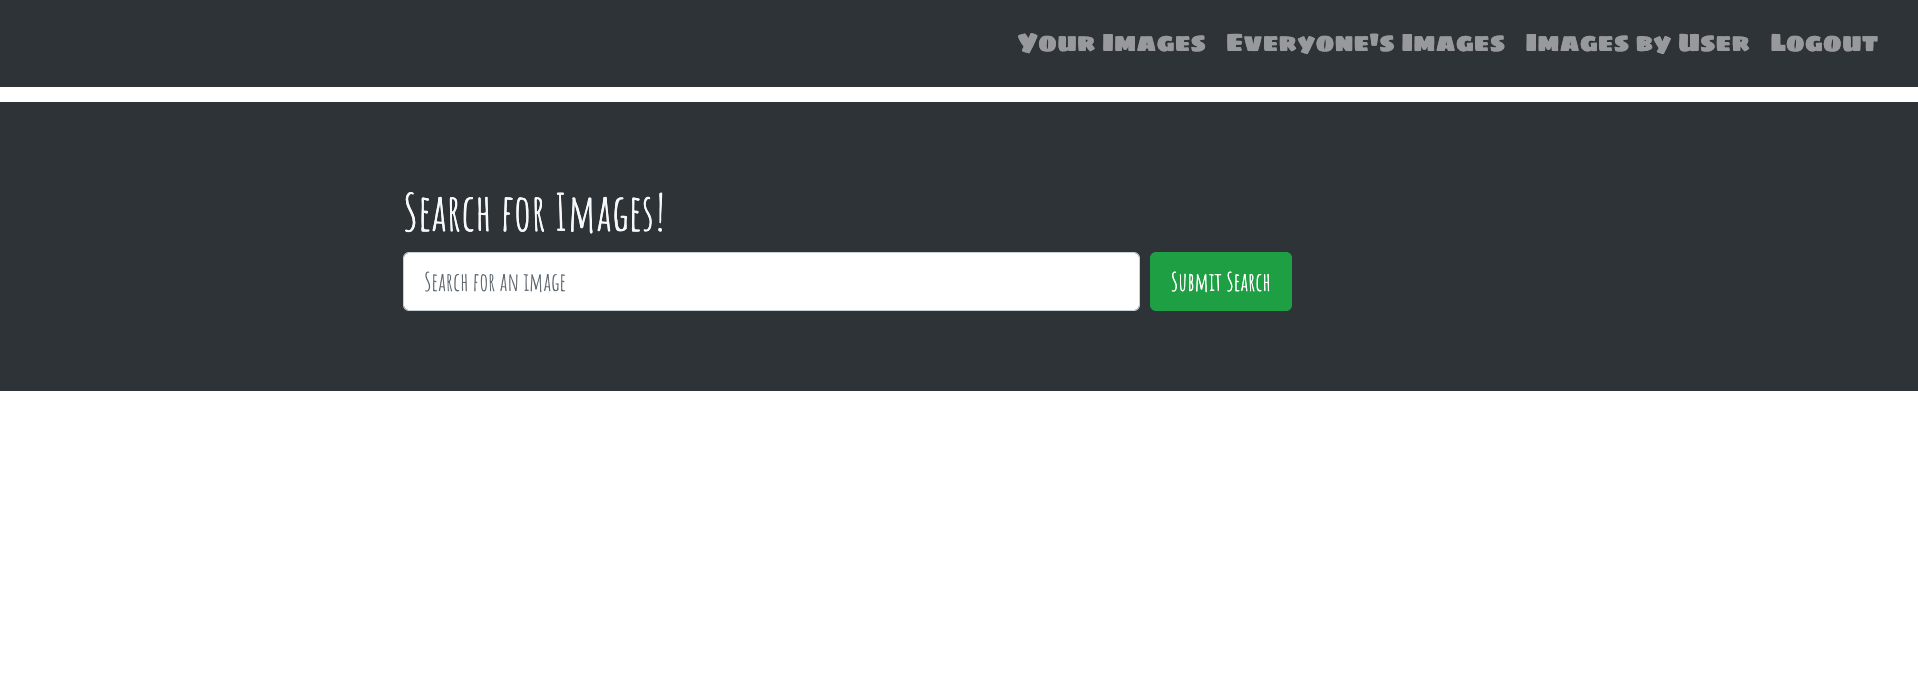 Your Images Everyone's Images Images by User Logout
Search for Images!
Search for an image
Submit Search